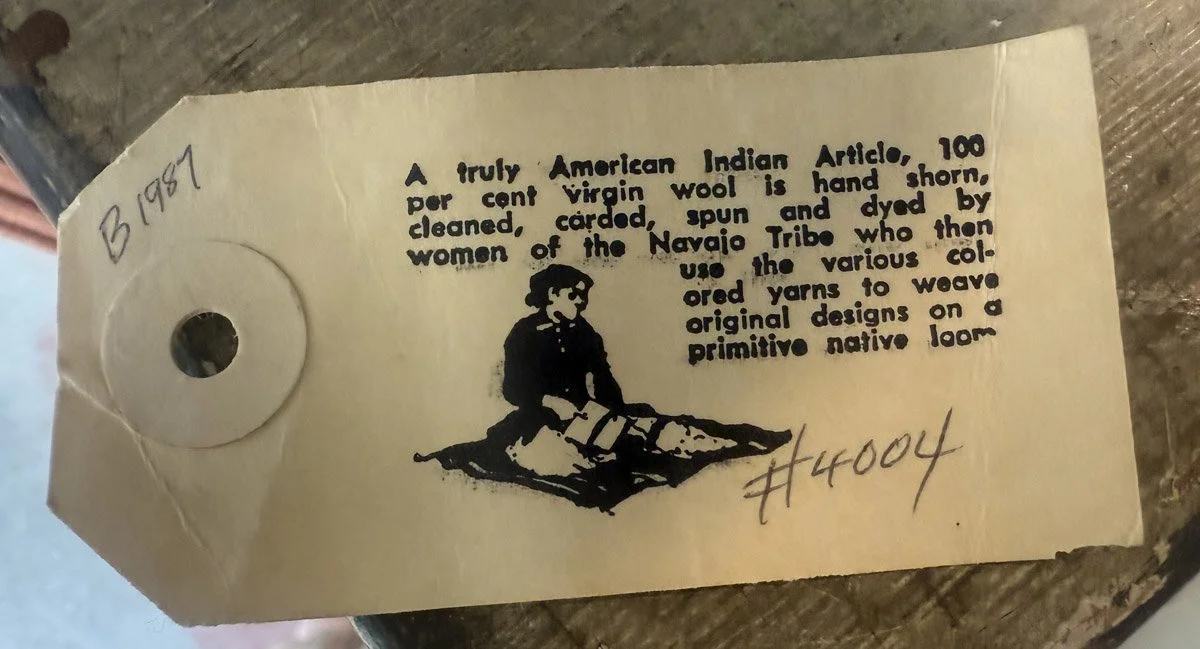 B 1987
A truly American Indian Article, 100
per cent virgin wool is hand shorn,
cleaned, carded, spun and dyed by
women of the Navajo Tribe who then
use the various col-
ored yarns to weave
original designs on a
primitive native loom
#4004